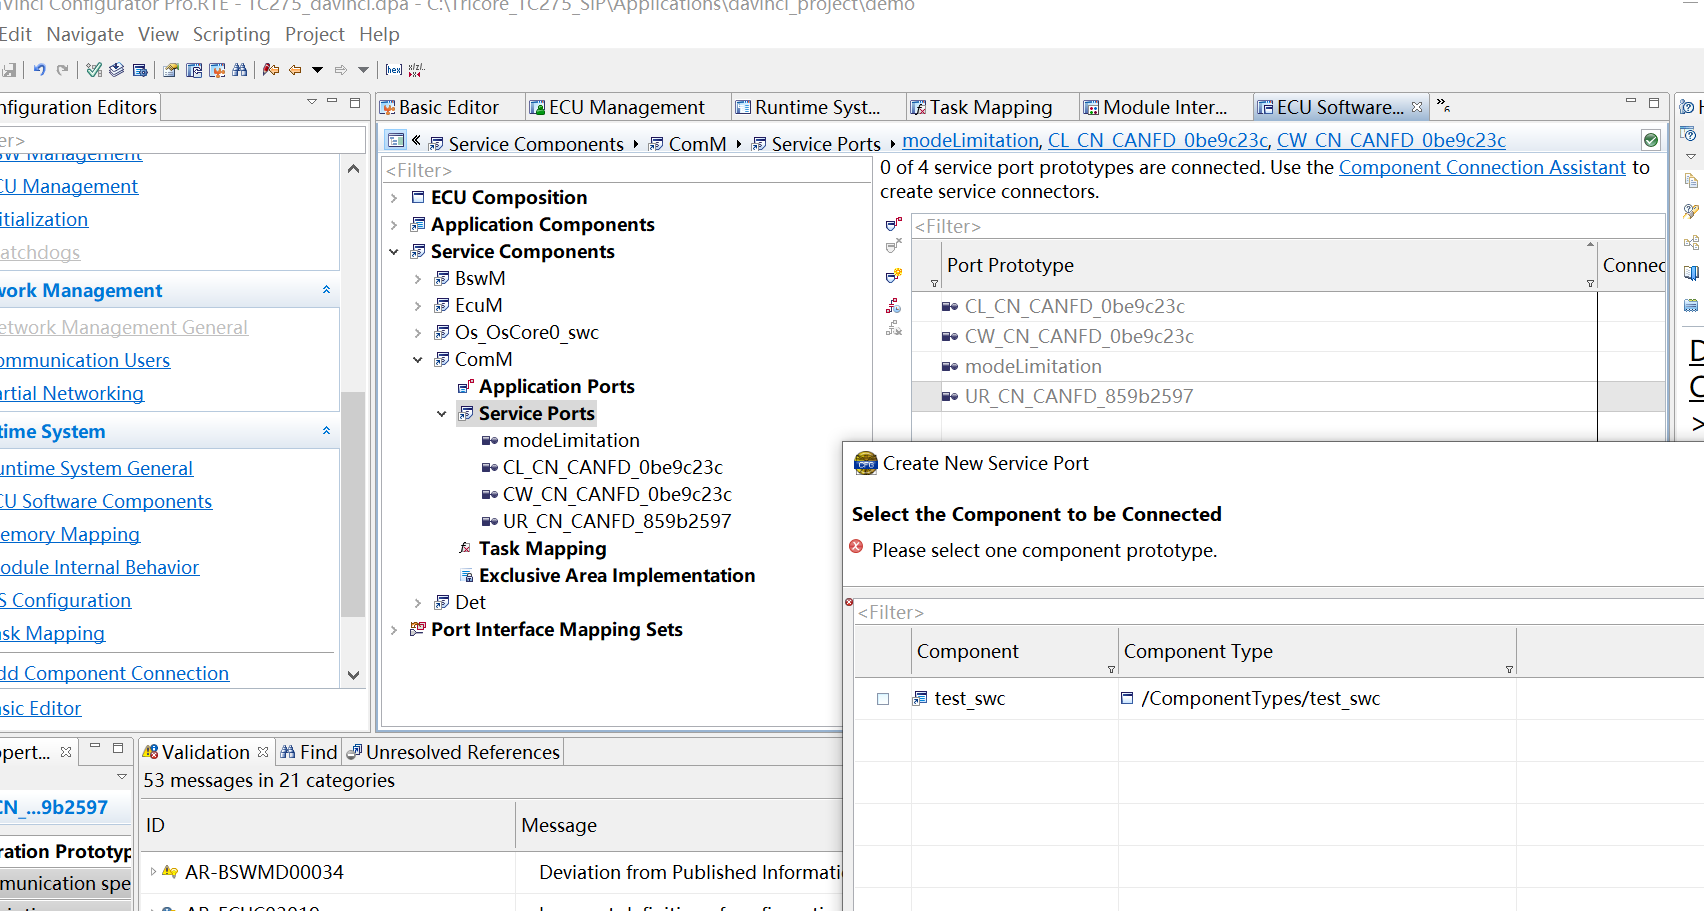 aVinci Configurator Pro.RTE - TC275_davinci.dpa - C:\Tricore_TC275_SIP\Applications\davinci_project\demo
Edit Navigate View Scripting Project Help
nfiguration Editors
er>
SW Management
CU Management
itialization
atchdogs
work Management
etwork Management General
ommunication Users
artial Networking
time System
untime System General
CU Software Components
emory Mapping
odule Internal Behavior
S Configuration
ask Mapping
dd Component Connection
asic Editor
Basic Editor
ECU Management
Runtime Syst...
Task Mapping
Module Inter...
ECU Software...
»6
« Service Components ▸ ComM ▸ Service Ports ▸ modeLimitation, CL_CN_CANFD_0be9c23c, CW_CN_CANFD_0be9c23c
<Filter>
ECU Composition
Application Components
Service Components
BswM
EcuM
Os_OsCore0_swc
ComM
Application Ports
Service Ports
modeLimitation
CL_CN_CANFD_0be9c23c
CW_CN_CANFD_0be9c23c
UR_CN_CANFD_859b2597
Task Mapping
Exclusive Area Implementation
Det
Port Interface Mapping Sets
0 of 4 service port prototypes are connected. Use the Component Connection Assistant to
create service connectors.
<Filter>
Port Prototype
Connec
CL_CN_CANFD_0be9c23c
CW_CN_CANFD_0be9c23c
modeLimitation
UR_CN_CANFD_859b2597
Create New Service Port
Select the Component to be Connected
Please select one component prototype.
<Filter>
Component
Component Type
test_swc
/ComponentTypes/test_swc
opert...
CN_...9b2597
ration Prototyp
munication spe
Validation
Find
Unresolved References
53 messages in 21 categories
ID
Message
AR-BSWMD00034
Deviation from Published Informati